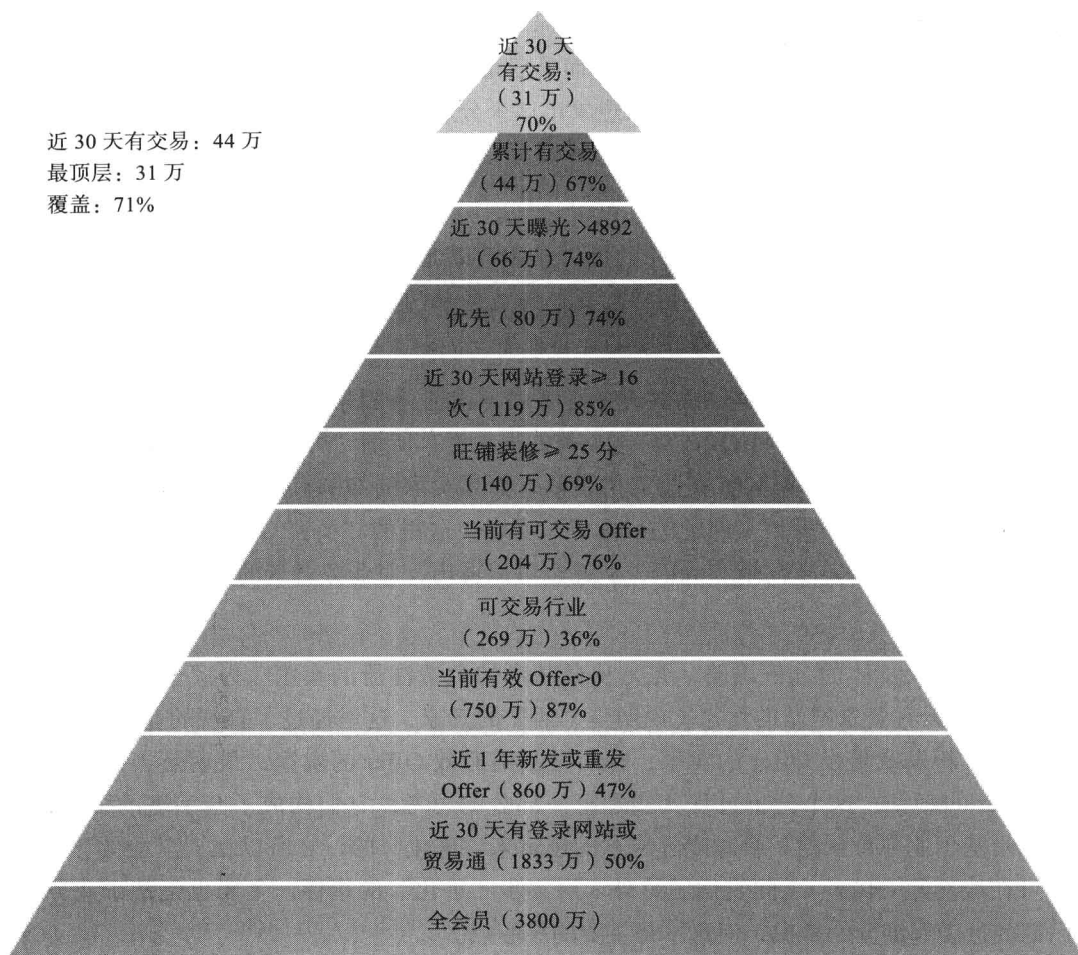 近 30 天
有交易：
（31 万）
70%
近 30 天有交易：44 万
最顶层：31 万
覆盖：71%
累计有交易
（44 万）67%
近 30 天曝光 >4892
（66 万）74%
优先（80 万）74%
近 30 天网站登录⩾ 16
次（119 万）85%
旺铺装修⩾ 25 分
（140 万）69%
当前有可交易 Offer
（204 万）76%
可交易行业
（269 万）36%
当前有效 Offer>0
（750 万）87%
近 1 年新发或重发
Offer（860 万）47%
近 30 天有登录网站或
贸易通（1833 万）50%
全会员（3800 万）